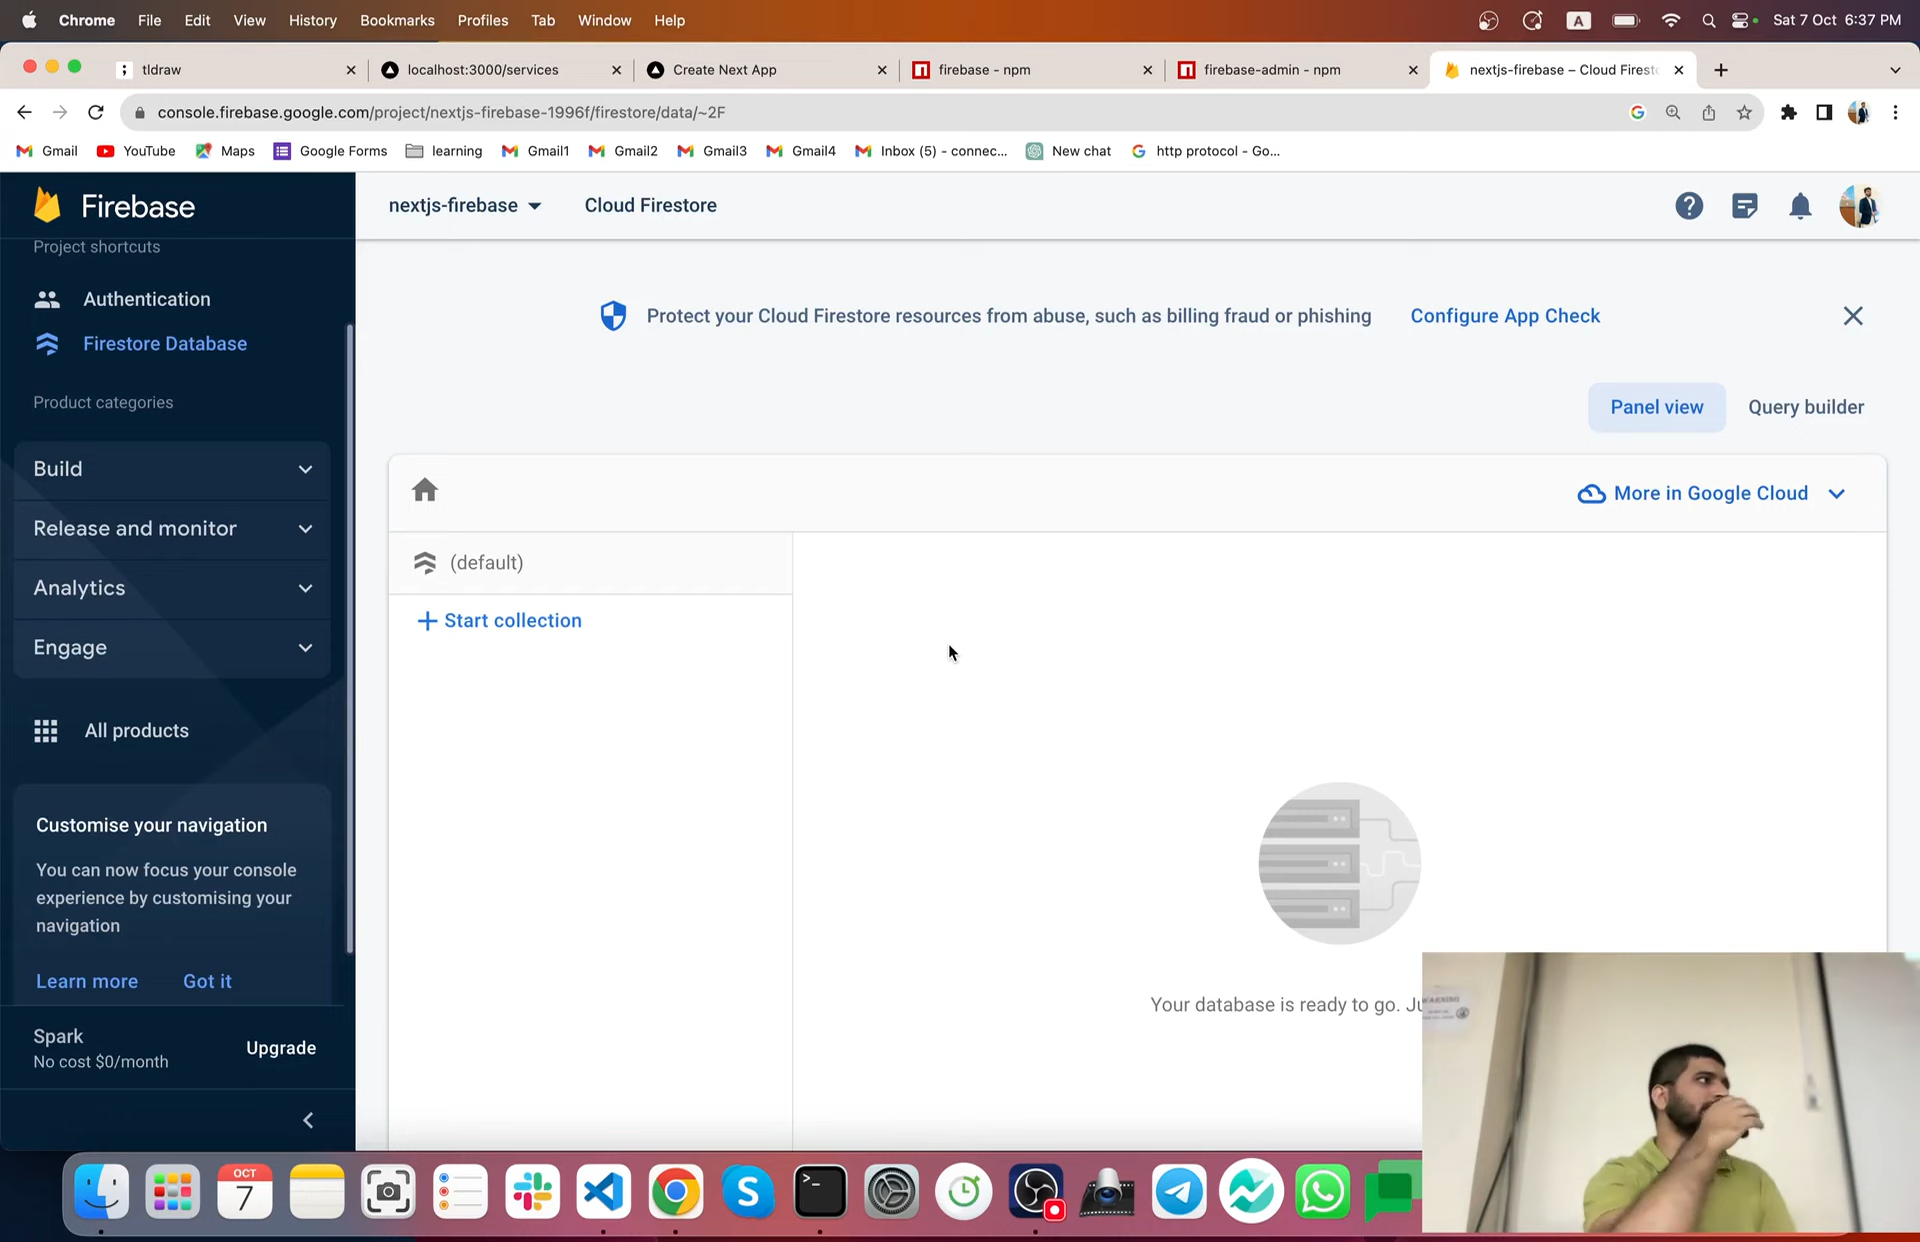 Chrome File Edit View History Bookmarks Profiles Tab Window Help
A
Sat 7 Oct 6:37 PM
tldraw
localhost:3000/services
Create Next App
firebase - npm
firebase-admin - npm
nextjs-firebase – Cloud Firest
console.firebase.google.com/project/nextjs-firebase-1996f/firestore/data/~2F
Gmail YouTube Maps Google Forms learning Gmail1 Gmail2 Gmail3 Gmail4 Inbox (5) - connec... New chat http protocol - Go...
Firebase
nextjs-firebase
Cloud Firestore
Project shortcuts
Authentication
Firestore Database
Product categories
Build
Release and monitor
Analytics
Engage
All products
Customise your navigation
You can now focus your console
experience by customising your
navigation
Learn more Got it
Spark
No cost $0/month
Upgrade
Protect your Cloud Firestore resources from abuse, such as billing fraud or phishing
Configure App Check
Panel view
Query builder
More in Google Cloud
(default)
+ Start collection
Your database is ready to go. Ju
WARNING
OCT
7
S